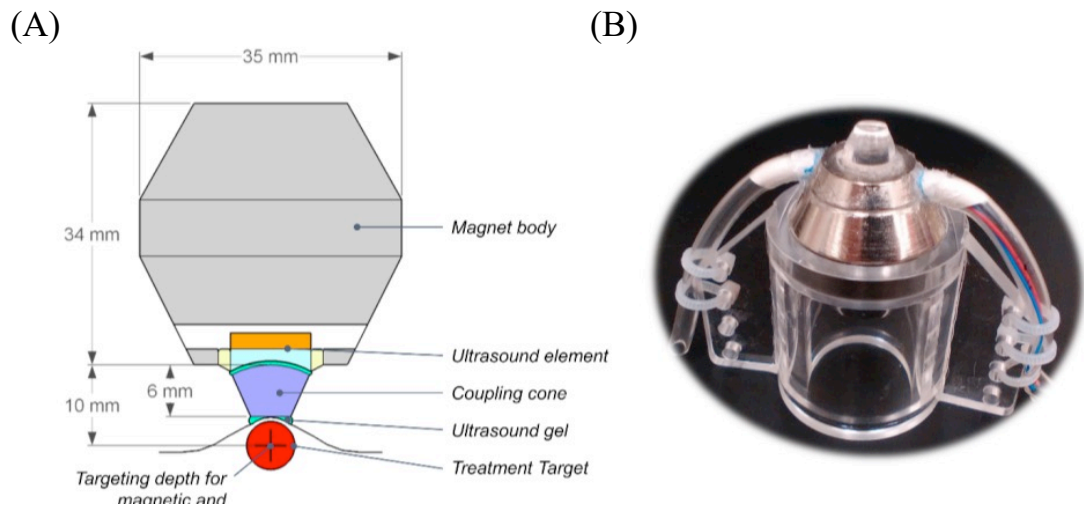 (A)
(B)
35 mm
34 mm
Magnet body
Ultrasound element
6 mm
10 mm
Coupling cone
Ultrasound gel
Treatment Target
Targeting depth for
magnetic and